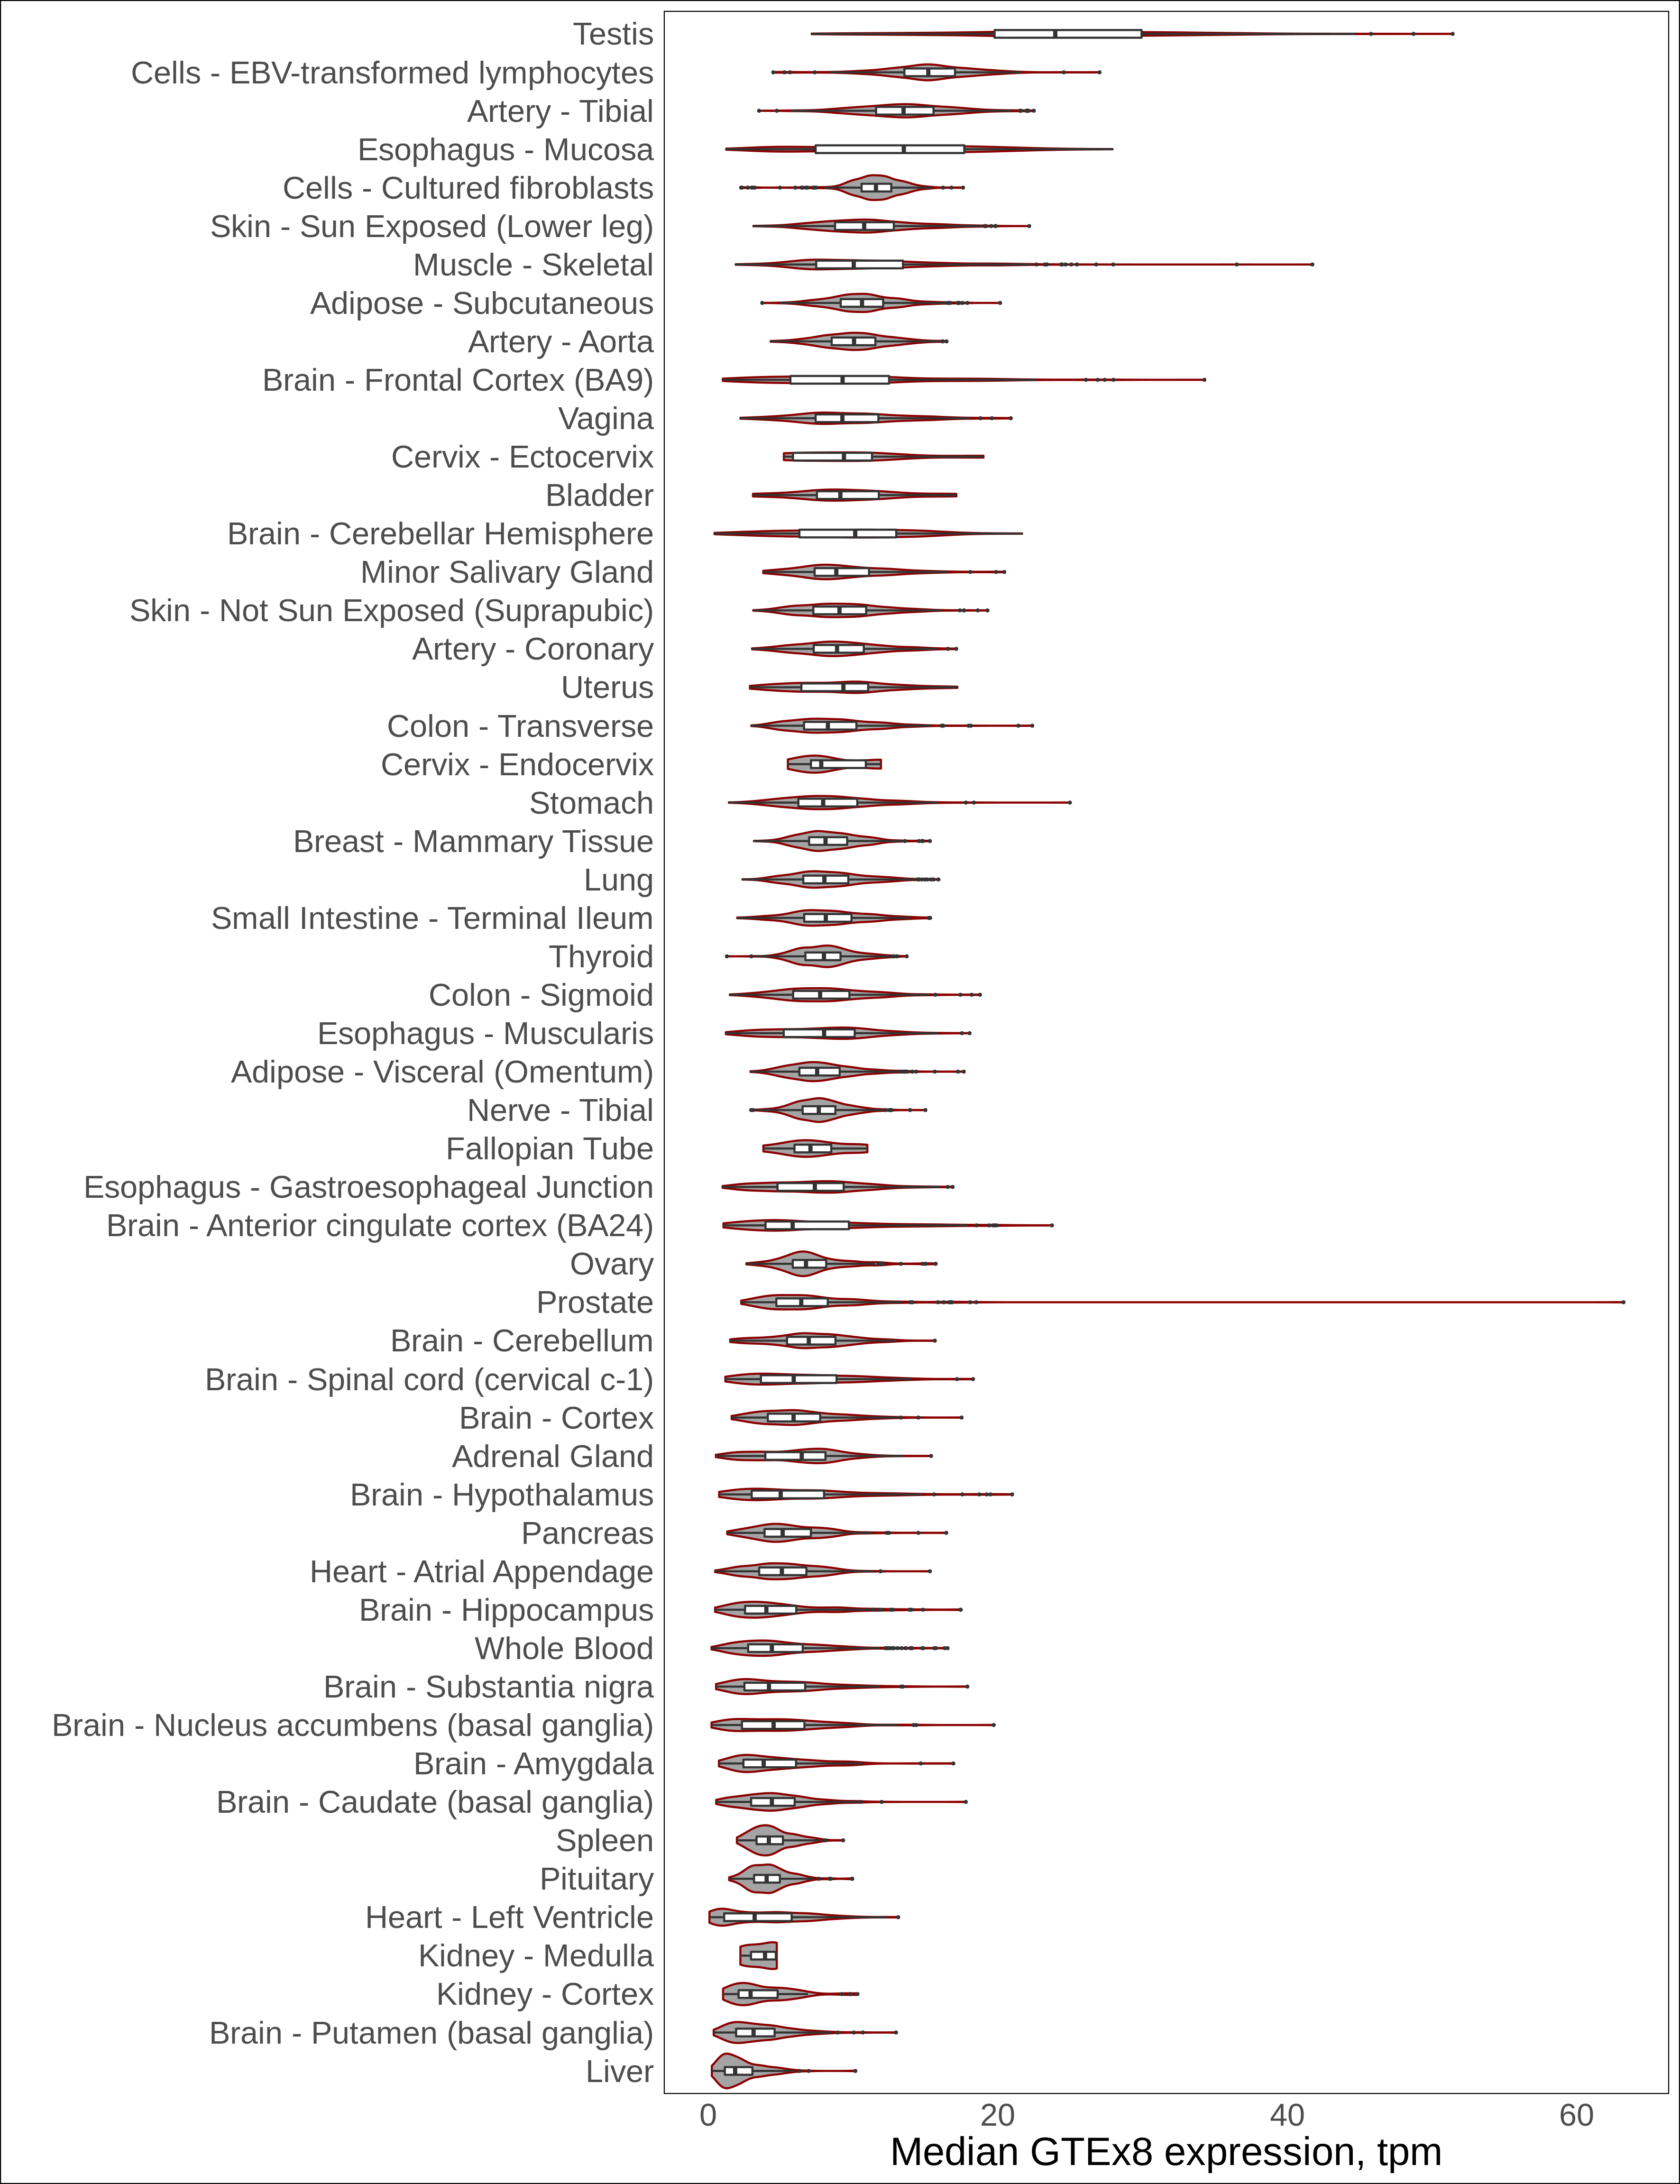 Testis
Cells - EBV-transformed lymphocytes
Artery - Tibial
Esophagus - Mucosa
Cells - Cultured fibroblasts
Skin - Sun Exposed (Lower leg)
Muscle - Skeletal
Adipose - Subcutaneous
Artery - Aorta
Brain - Frontal Cortex (BA9)
Vagina
Cervix - Ectocervix
Bladder
Brain - Cerebellar Hemisphere
Minor Salivary Gland
Skin - Not Sun Exposed (Suprapubic)
Artery - Coronary
Uterus
Colon - Transverse
Cervix - Endocervix
Stomach
Breast - Mammary Tissue
Lung
Small Intestine - Terminal Ileum
Thyroid
Colon - Sigmoid
Esophagus - Muscularis
Adipose - Visceral (Omentum)
Nerve - Tibial
Fallopian Tube
Esophagus - Gastroesophageal Junction
Brain - Anterior cingulate cortex (BA24)
Ovary
Prostate
Brain - Cerebellum
Brain - Spinal cord (cervical c-1)
Brain - Cortex
Adrenal Gland
Brain - Hypothalamus
Pancreas
Heart - Atrial Appendage
Brain - Hippocampus
Whole Blood
Brain - Substantia nigra
Brain - Nucleus accumbens (basal ganglia)
Brain - Amygdala
Brain - Caudate (basal ganglia)
Spleen
Pituitary
Heart - Left Ventricle
Kidney - Medulla
Kidney - Cortex
Brain - Putamen (basal ganglia)
Liver
0 20 40 60
Median GTEx8 expression, tpm